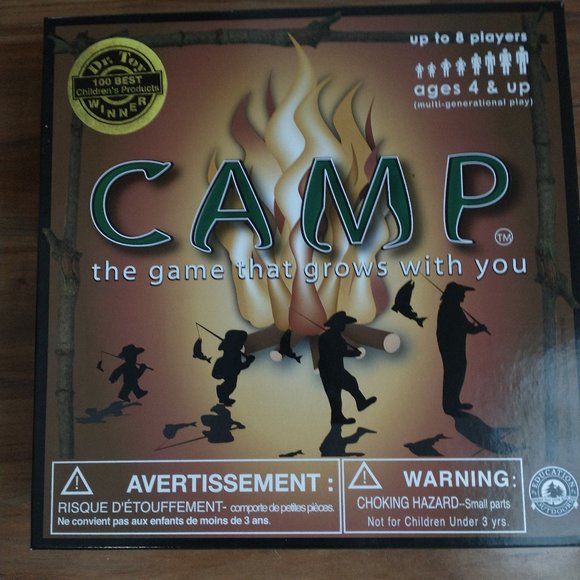 Dr. Toy
100 BEST
Children's Products
WINNER
up to 8 players
ages 4 & up
(multi-generational play)
CAMP TM
the game that grows with you
AVERTISSEMENT :
RISQUE D'ÉTOUFFEMENT- comporte de petites pièces.
Ne convient pas aux enfants de moins de 3 ans.
WARNING:
CHOKING HAZARD--Small parts
Not for Children Under 3 yrs.
EDUCATION
OUTDOORS